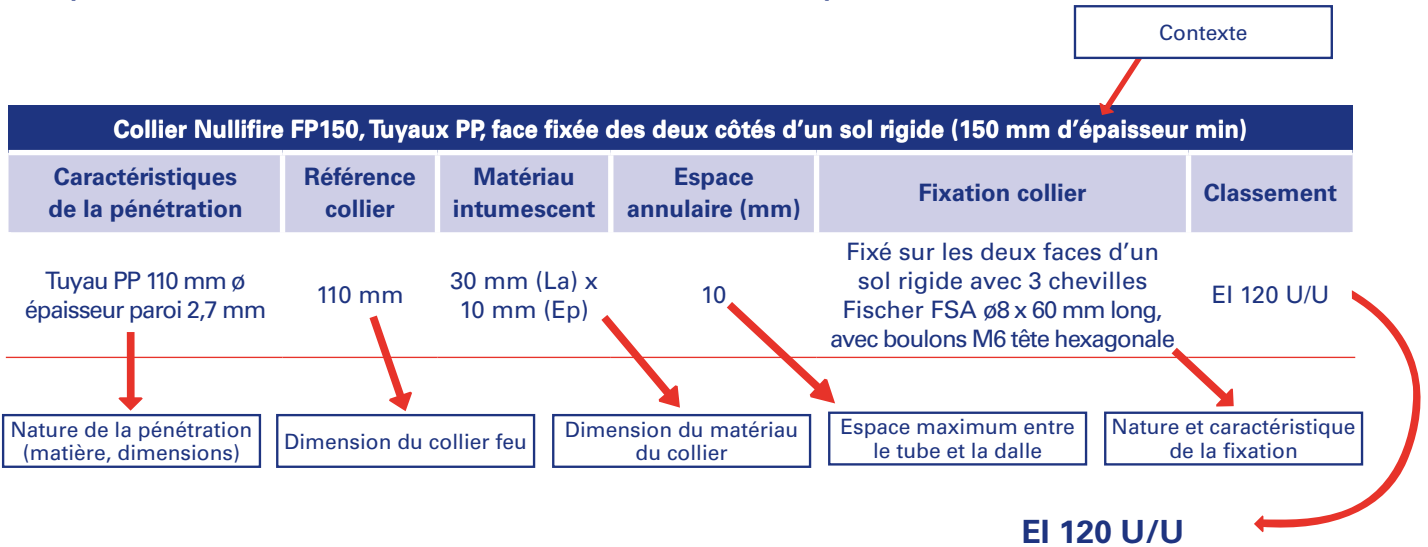 Contexte
Collier Nullifire FP150, Tuyaux PP, face fixée des deux côtés d’un sol rigide (150 mm d’épaisseur min)
Caractéristiques
de la pénétration
Référence
collier
Matériau
intumescent
Espace
annulaire (mm)
Fixation collier
Classement
Tuyau PP 110 mm ø
épaisseur paroi 2,7 mm
110 mm
30 mm (La) x
10 mm (Ep)
10
Fixé sur les deux faces d’un
sol rigide avec 3 chevilles
Fischer FSA ø8 x 60 mm long,
avec boulons M6 tête hexagonale
EI 120 U/U
Nature de la pénétration
(matière, dimensions)
Dimension du collier feu
Dimension du matériau
du collier
Espace maximum entre
le tube et la dalle
Nature et caractéristique
de la fixation
EI 120 U/U